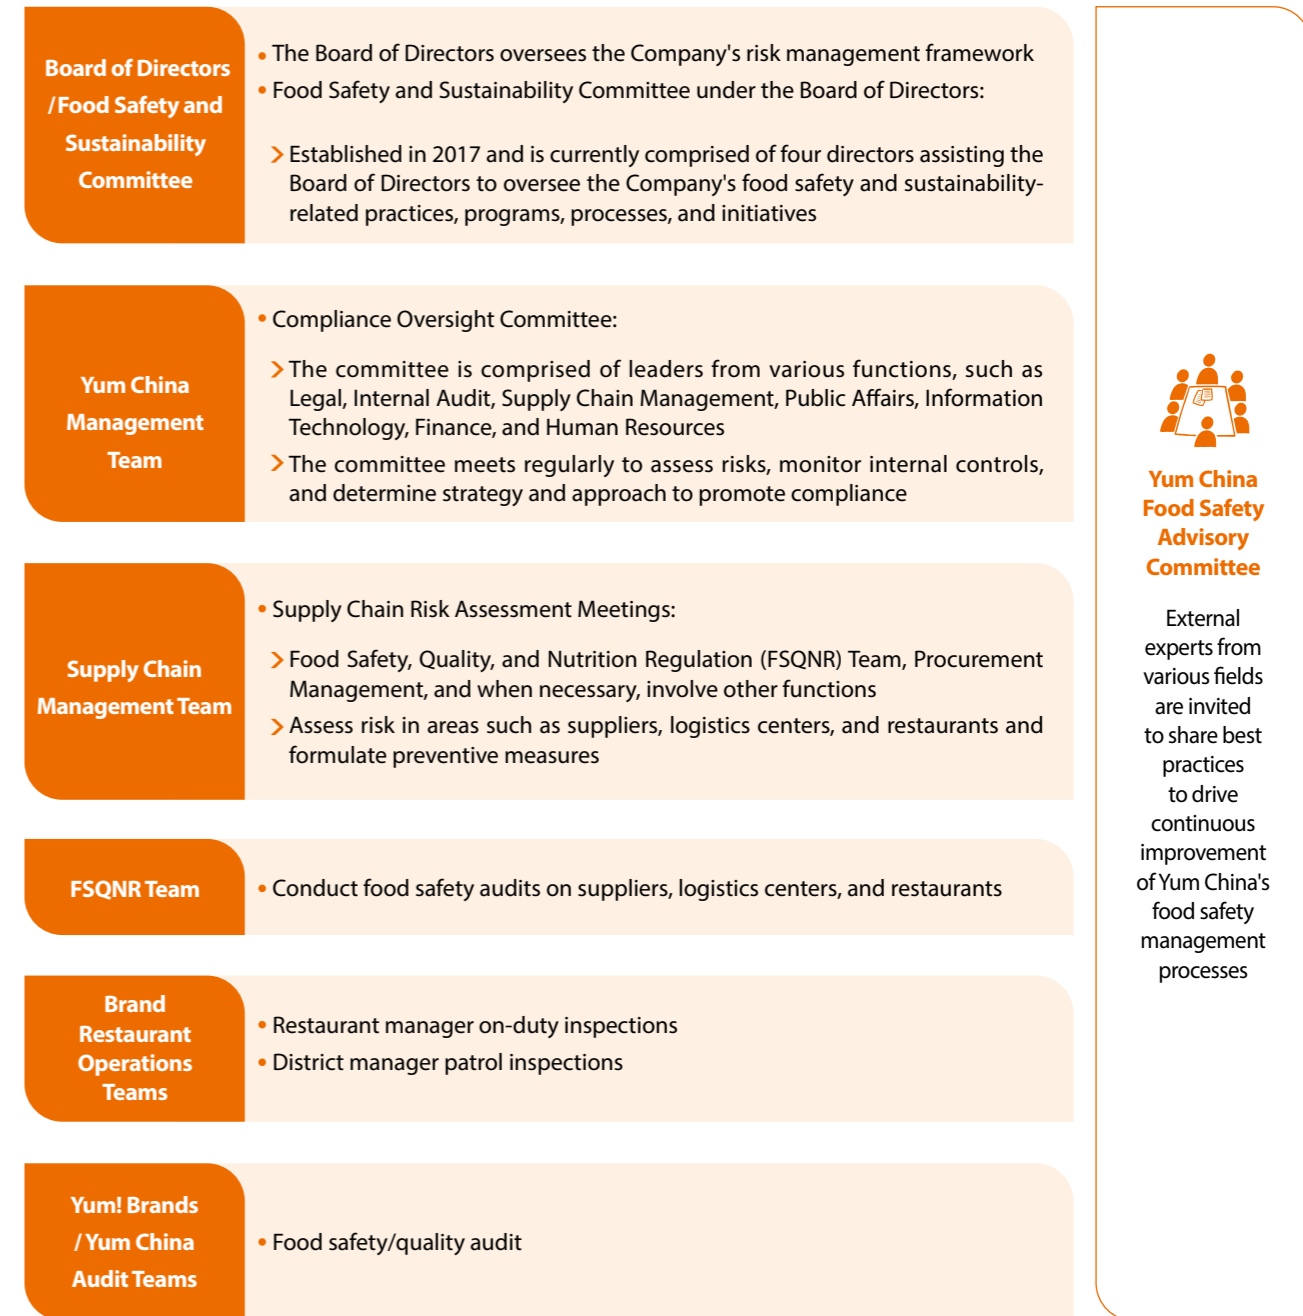 Board of Directors
/Food Safety and
Sustainability
Committee
• The Board of Directors oversees the Company's risk management framework
• Food Safety and Sustainability Committee under the Board of Directors:
Established in 2017 and is currently comprised of four directors assisting the
Board of Directors to oversee the Company's food safety and sustainability-
related practices, programs, processes, and initiatives
Yum China
Management
Team
• Compliance Oversight Committee:
The committee is comprised of leaders from various functions, such as
Legal, Internal Audit, Supply Chain Management, Public Affairs, Information
Technology, Finance, and Human Resources
The committee meets regularly to assess risks, monitor internal controls,
and determine strategy and approach to promote compliance
Supply Chain
Management Team
• Supply Chain Risk Assessment Meetings:
Food Safety, Quality, and Nutrition Regulation (FSQNR) Team, Procurement
Management, and when necessary, involve other functions
Assess risk in areas such as suppliers, logistics centers, and restaurants and
formulate preventive measures
FSQNR Team
• Conduct food safety audits on suppliers, logistics centers, and restaurants
Brand
Restaurant
Operations
Teams
• Restaurant manager on-duty inspections
• District manager patrol inspections
Yum! Brands
/ Yum China
Audit Teams
• Food safety/quality audit
Yum China
Food Safety
Advisory
Committee
External
experts from
various fields
are invited
to share best
practices
to drive
continuous
improvement
of Yum China's
food safety
management
processes